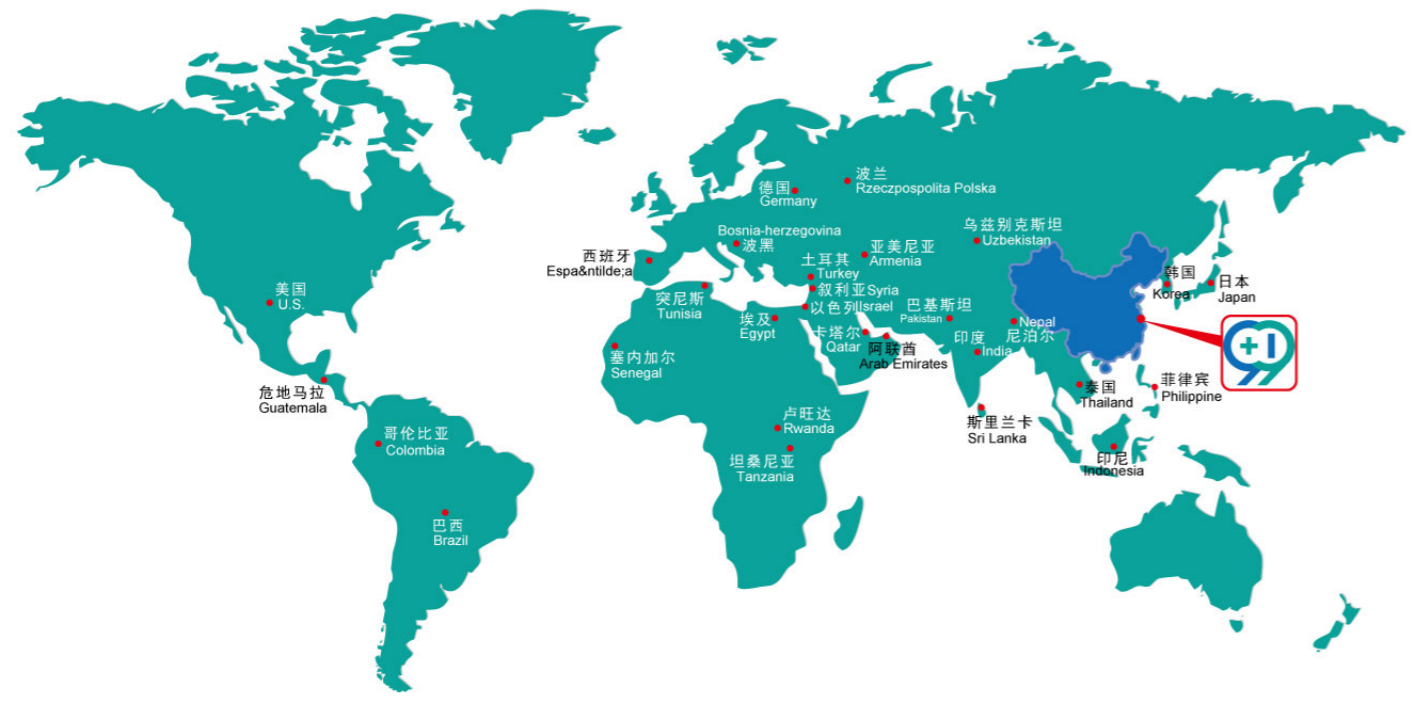 波兰
Rzeczpospolita Polska
德国
Germany
乌兹别克斯坦
Uzbekistan
Bosnia-herzegovina
波黑
亚美尼亚
Armenia
西班牙
Espa&ntilde;a
土耳其
Turkey
韩国
Korea
日本
Japan
美国
U.S.
突尼斯
Tunisia
叙利亚Syria
以色列Israel
巴基斯坦
Pakistan
埃及
Egypt
卡塔尔
Qatar
阿联酋
Arab Emirates
印度
India
Nepal
尼泊尔
塞内加尔
Senegal
危地马拉
Guatemala
泰国
Thailand
菲律宾
Philippine
哥伦比亚
Colombia
卢旺达
Rwanda
斯里兰卡
Sri Lanka
坦桑尼亚
Tanzania
印尼
Indonesia
巴西
Brazil
99